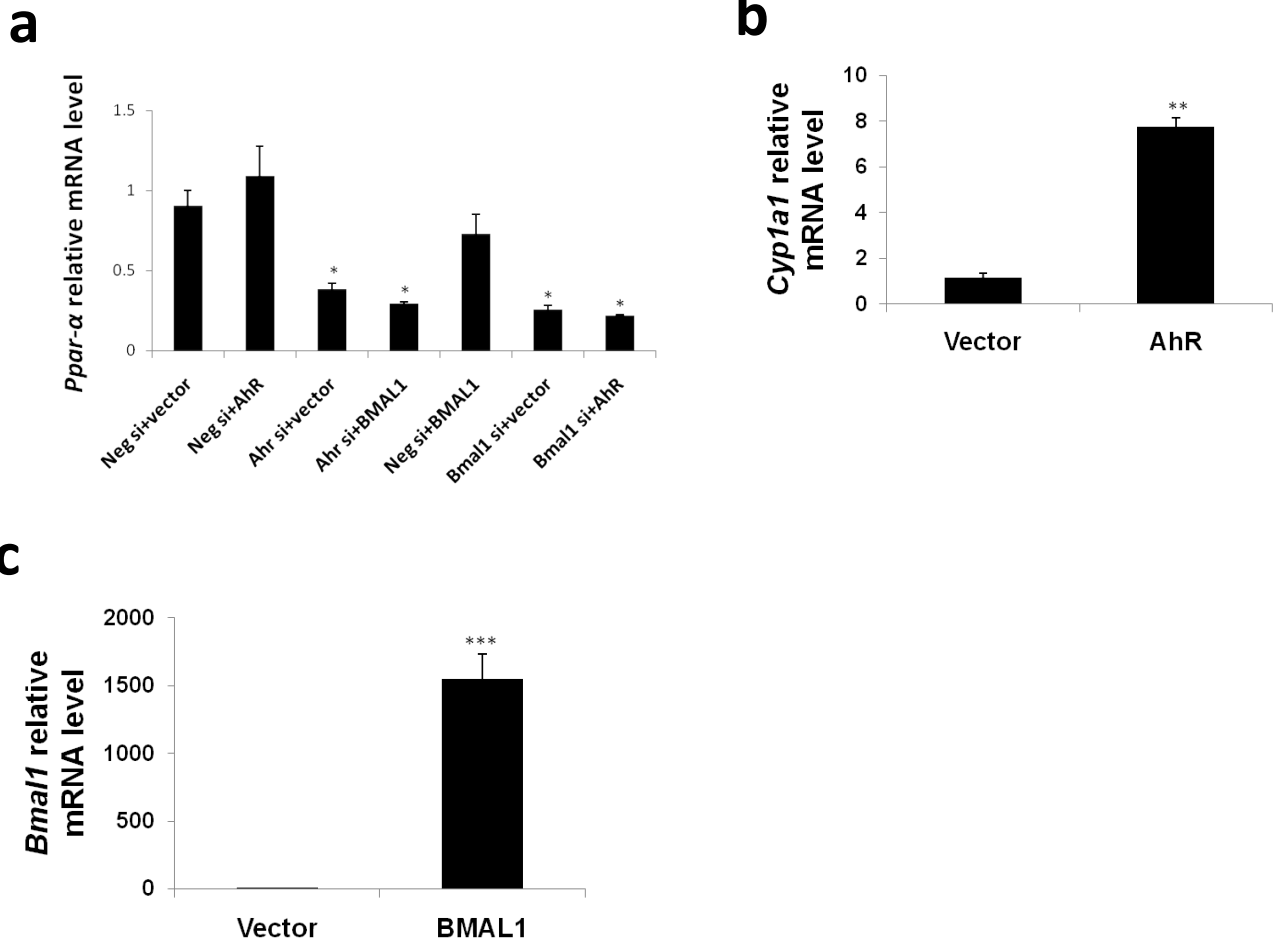 a
Ppar-α relative mRNA level
1.5
1
0.5
0
*
*
*
*
Neg si+vector
Neg si+AhR
Ahr si+vector
Ahr si+BMAL1
Neg si+BMAL1
Bmal1 si+vector
Bmal1 si+AhR
b
Cyp1a1 relative
mRNA level
10
8
6
4
2
0
**
Vector
AhR
c
Bmal1 relative
mRNA level
2000
1500
1000
500
0
***
Vector
BMAL1